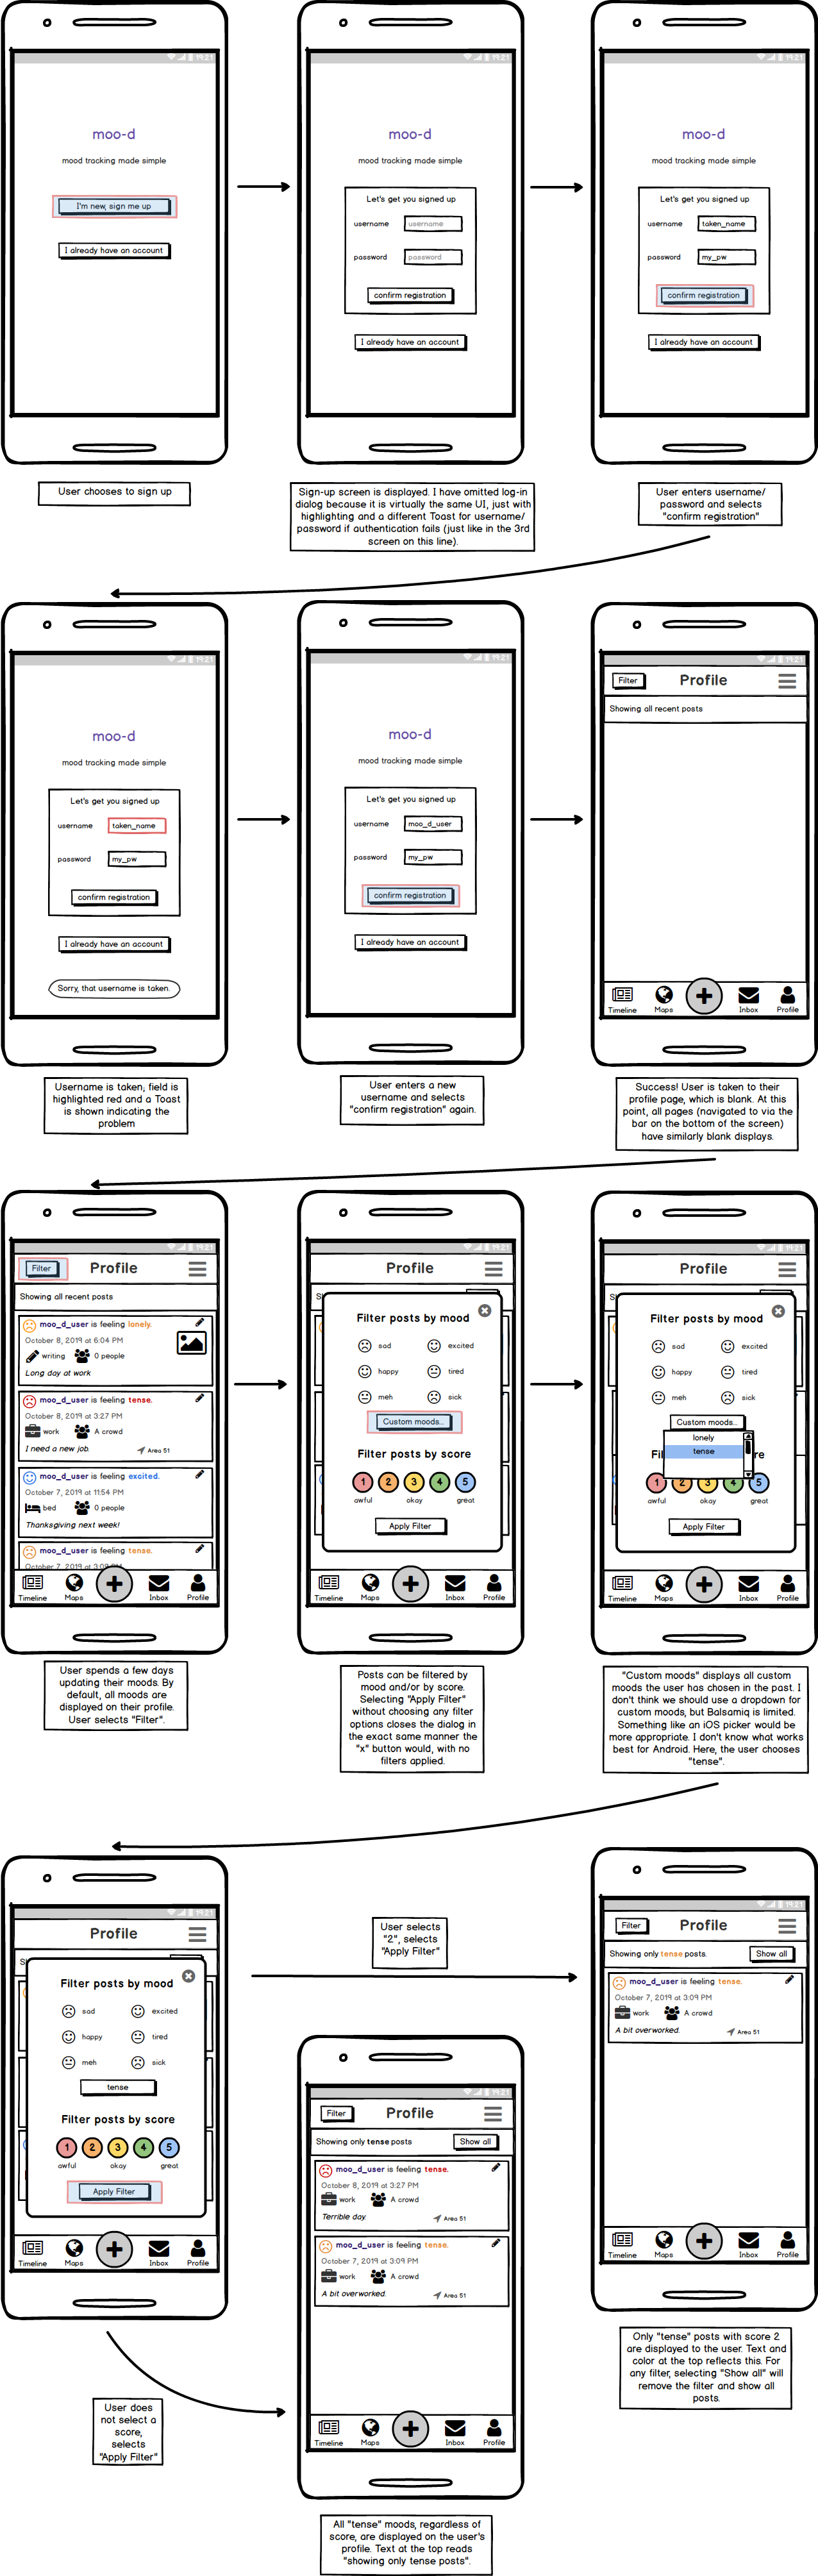 19:21
moo-d
mood tracking made simple
I'm new, sign me up
I already have an account
User chooses to sign up
19:21
moo-d
mood tracking made simple
Let's get you signed up
username username
password password
confirm registration
I already have an account
Sign-up screen is displayed. I have omitted log-in
dialog because it is virtually the same UI, just with
highlighting and a different Toast for username/
password if authentication fails (just like in the 3rd
screen on this line).
19:21
moo-d
mood tracking made simple
Let's get you signed up
username taken_name
password my_pw
confirm registration
I already have an account
User enters username/
password and selects
"confirm registration"
19:21
moo-d
mood tracking made simple
Let's get you signed up
username taken_name
password my_pw
confirm registration
I already have an account
Sorry, that username is taken.
Username is taken; field is
highlighted red and a Toast
is shown indicating the
problem
19:21
moo-d
mood tracking made simple
Let's get you signed up
username moo_d_user
password my_pw
confirm registration
I already have an account
User enters a new
username and selects
"confirm registration" again.
19:21
Filter Profile
Showing all recent posts
Timeline Maps Inbox Profile
Success! User is taken to their
profile page, which is blank. At this
point, all pages (navigated to via the
bar on the bottom of the screen)
have similarly blank displays.
19:21
Filter Profile
Showing all recent posts
moo_d_user is feeling lonely.
October 8, 2019 at 6:04 PM
writing 0 people
Long day at work
moo_d_user is feeling tense.
October 8, 2019 at 3:27 PM
work A crowd
I need a new job. Area 51
moo_d_user is feeling excited.
October 7, 2019 at 11:54 PM
bed 0 people
Thanksgiving next week!
moo_d_user is feeling tense.
October 7, 2019 at 3:09 PM
Timeline Maps Inbox Profile
User spends a few days
updating their moods. By
default, all moods are
displayed on their profile.
User selects "Filter".
19:21
Profile
S
Filter posts by mood
sad excited
happy tired
meh sick
Custom moods...
Filter posts by score
1 2 3 4 5
awful okay great
Apply Filter
Timeline Maps Inbox Profile
Posts can be filtered by
mood and/or by score.
Selecting "Apply Filter"
without choosing any filter
options closes the dialog in
the exact same manner the
"x" button would, with no
filters applied.
19:21
Profile
S
Filter posts by mood
sad excited
happy tired
meh sick
Custom moods...
lonely
tense
Fil re
1 2 3 4 5
awful okay great
Apply Filter
Timeline Maps Inbox Profile
"Custom moods" displays all custom
moods the user has chosen in the past. I
don't think we should use a dropdown for
custom moods, but Balsamiq is limited.
Something like an iOS picker would be
more appropriate. I don't know what works
best for Android. Here, the user chooses
"tense".
19:21
Profile
S
Filter posts by mood
sad excited
happy tired
meh sick
tense
Filter posts by score
1 2 3 4 5
awful okay great
Apply Filter
Timeline Maps Inbox Profile
User selects
"2", selects
"Apply Filter"
19:21
Filter Profile
Showing only tense posts. Show all
moo_d_user is feeling tense.
October 7, 2019 at 3:09 PM
work A crowd
A bit overworked. Area 51
Timeline Maps Inbox Profile
Only "tense" posts with score 2
are displayed to the user. Text and
color at the top reflects this. For
any filter, selecting "Show all" will
remove the filter and show all
posts.
User does
not select a
score,
selects
"Apply Filter"
19:21
Filter Profile
Showing only tense posts Show all
moo_d_user is feeling tense.
October 8, 2019 at 3:27 PM
work A crowd
Terrible day. Area 51
moo_d_user is feeling tense.
October 7, 2019 at 3:09 PM
work A crowd
A bit overworked. Area 51
Timeline Maps Inbox Profile
All "tense" moods, regardless of
score, are displayed on the user's
profile. Text at the top reads
"showing only tense posts".